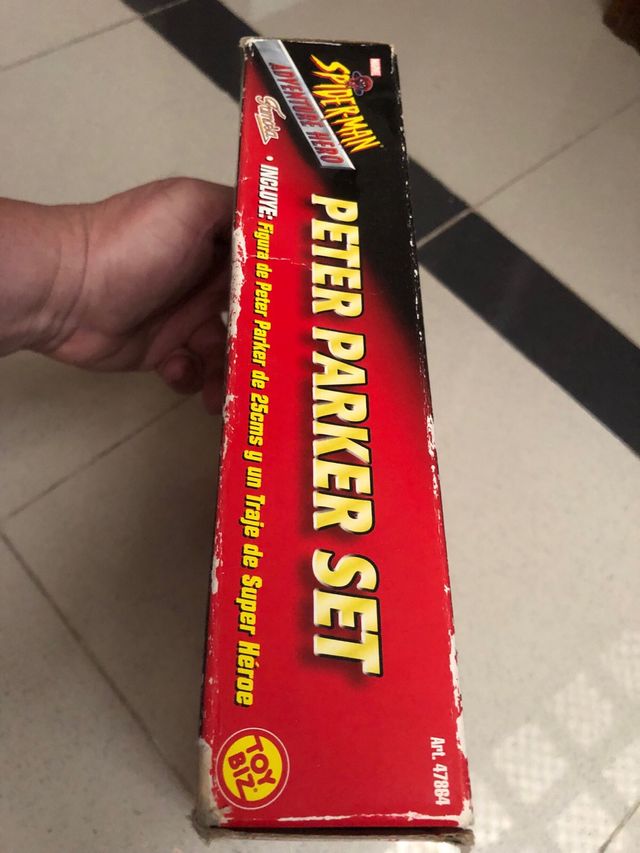 MARVEL
SPIDER-MAN
ADVENTURE HERO
Famosa
PETER PARKER SET
• INCLUYE: Figura de Peter Parker de 25cms y un Traje de Super Héroe
Art. 47864
TOY
BIZ